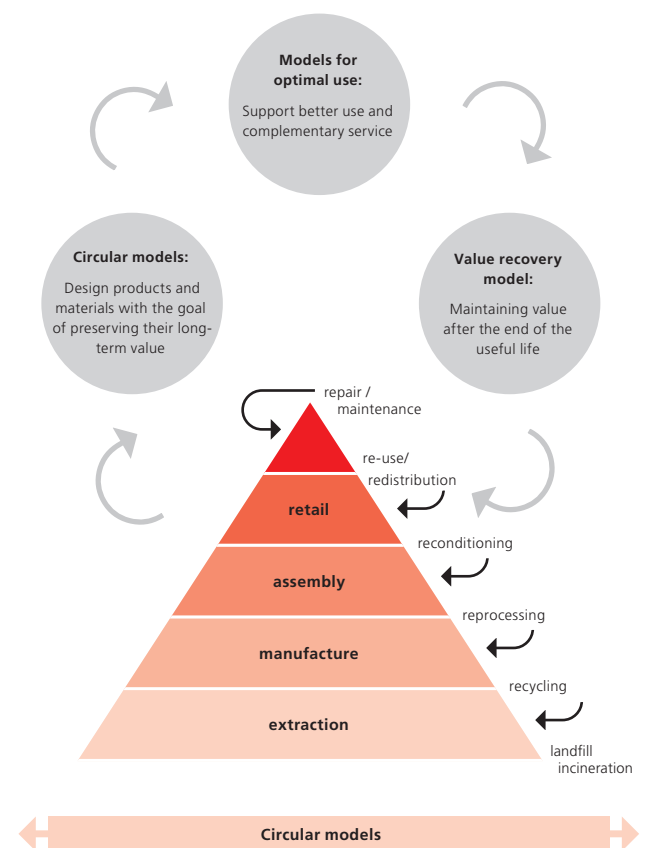 Models for
optimal use:
Support better use and
complementary service
Circular models:
Design products and
materials with the goal
of preserving their long-
term value
Value recovery
model:
Maintaining value
after the end of the
useful life
repair /
maintenance
re-use/
redistribution
retail
reconditioning
assembly
reprocessing
manufacture
recycling
extraction
landfill
incineration
Circular models